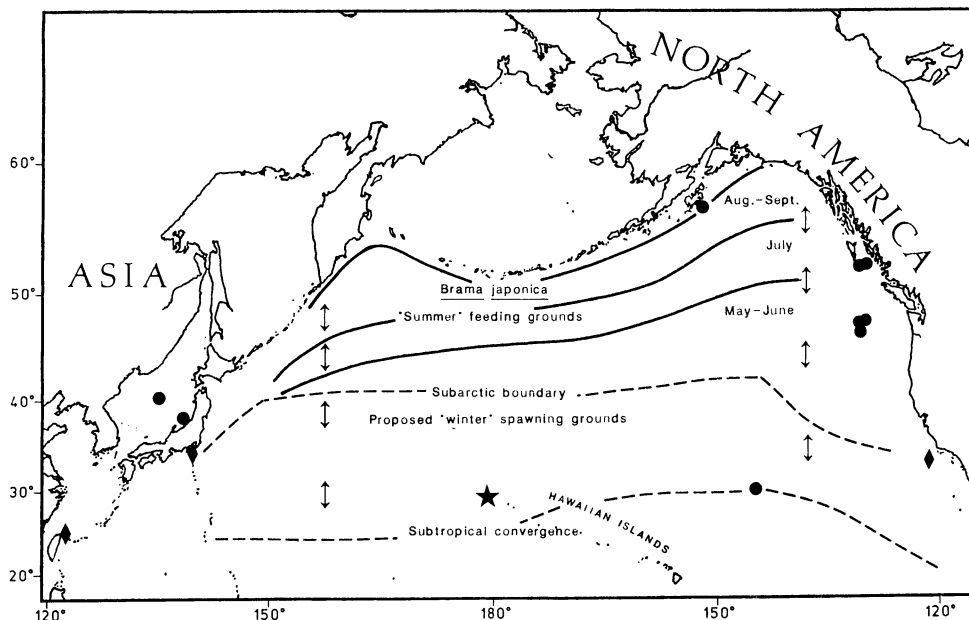 NORTH AMERICA
ASIA
60°
50°
40°
30°
20°
Aug.-Sept.
July
May-June
Brama japonica
"Summer" feeding grounds
Subarctic boundary
Proposed "winter" spawning grounds
HAWAIIAN ISLANDS
Subtropical convergence
120°
150°
180°
150°
120°